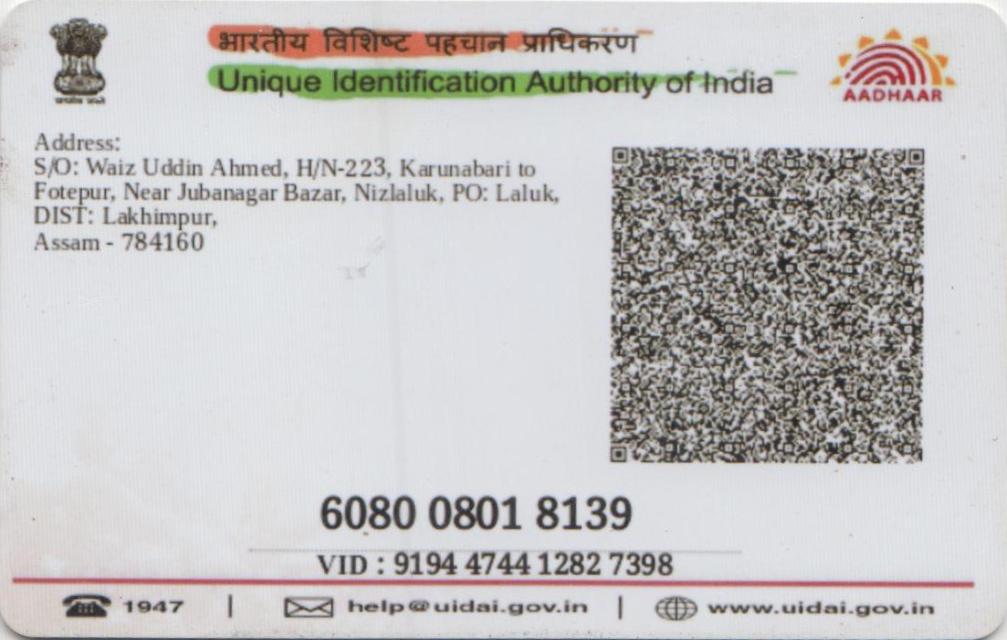 भारतीय विशिष्ट पहचान प्राधिकरण
Unique Identification Authority of India
AADHAAR
Address:
S/O: Waiz Uddin Ahmed, H/N-223, Karunabari to
Fotepur, Near Jubanagar Bazar, Nizlaluk, PO: Laluk,
DIST: Lakhimpur,
Assam - 784160
6080 0801 8139
VID : 9194 4744 1282 7398
1947 | help@uidai.gov.in | www.uidai.gov.in